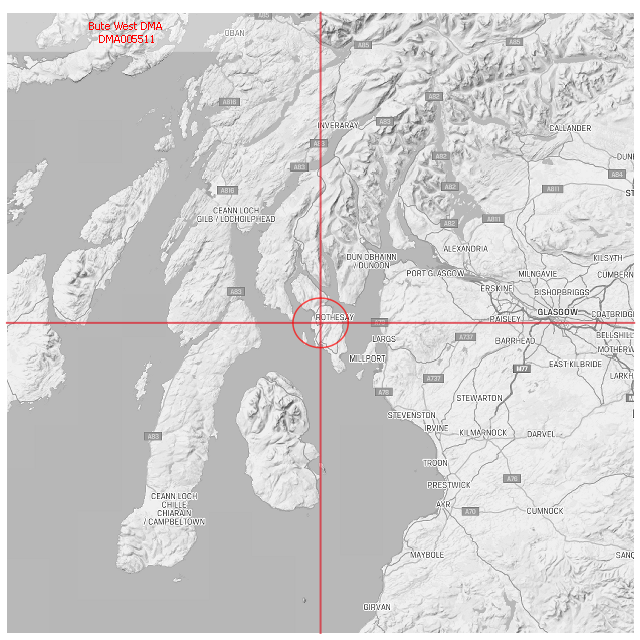 Bute West DMA
DMA005511
A85
OBAN
A85
A85
A82
A816
A83
INVERARAY
CALLANDER
A83
A82
A83
A84
A816
A82
A811
CEANN LOCH
GILB / LOCHGILPHEAD
A82
A811
ALEXANDRIA
DUN OBHAINN
/ DUNOON
KILSYTH
PORT GLASGOW
MILNGAVIE
CUMBERN
A83
ERSKINE
BISHOPBRIGGS
ROTHESAY
PAISLEY
GLASGOW
COATBRIDG
LARGS
A737
BARRHEAD
BELLSHILL
MOTHERW
MILLPORT
M77
EAST KILBRIDE
LARKH
A737
A78
STEWARTON
STEVENSTON
IRVINE
KILMARNOCK
DARVEL
A83
TROON
A76
PRESTWICK
CEANN LOCH
CHILLE
CHIARAIN
/ CAMPBELTOWN
AYR
A70
CUMNOCK
MAYBOLE
SANQ
GIRVAN